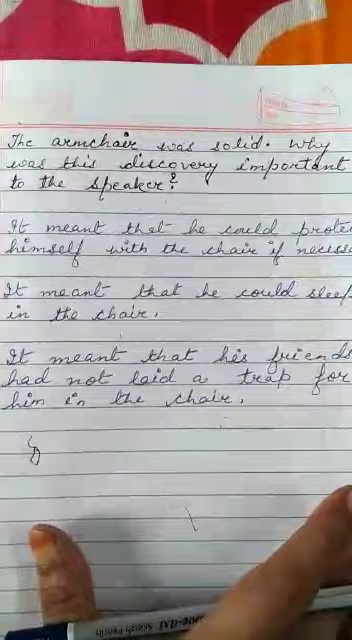 The armchair was solid. Why
was this discovery important
to the speaker?
It meant that he could prote
himself with the chair if necess
It meant that he could sleep
in the chair.
It meant that his friends
had not laid a trap for
him in the chair.